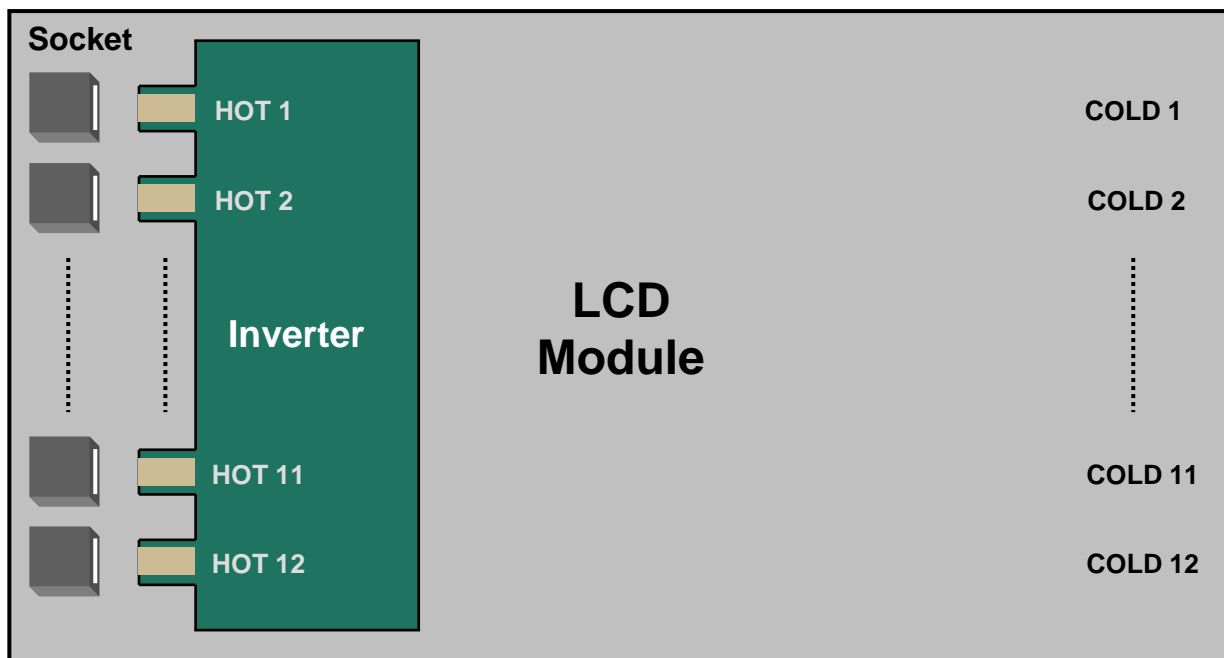 Socket
HOT 1
COLD 1
HOT 2
COLD 2
Inverter
LCD
Module
HOT 11
COLD 11
HOT 12
COLD 12